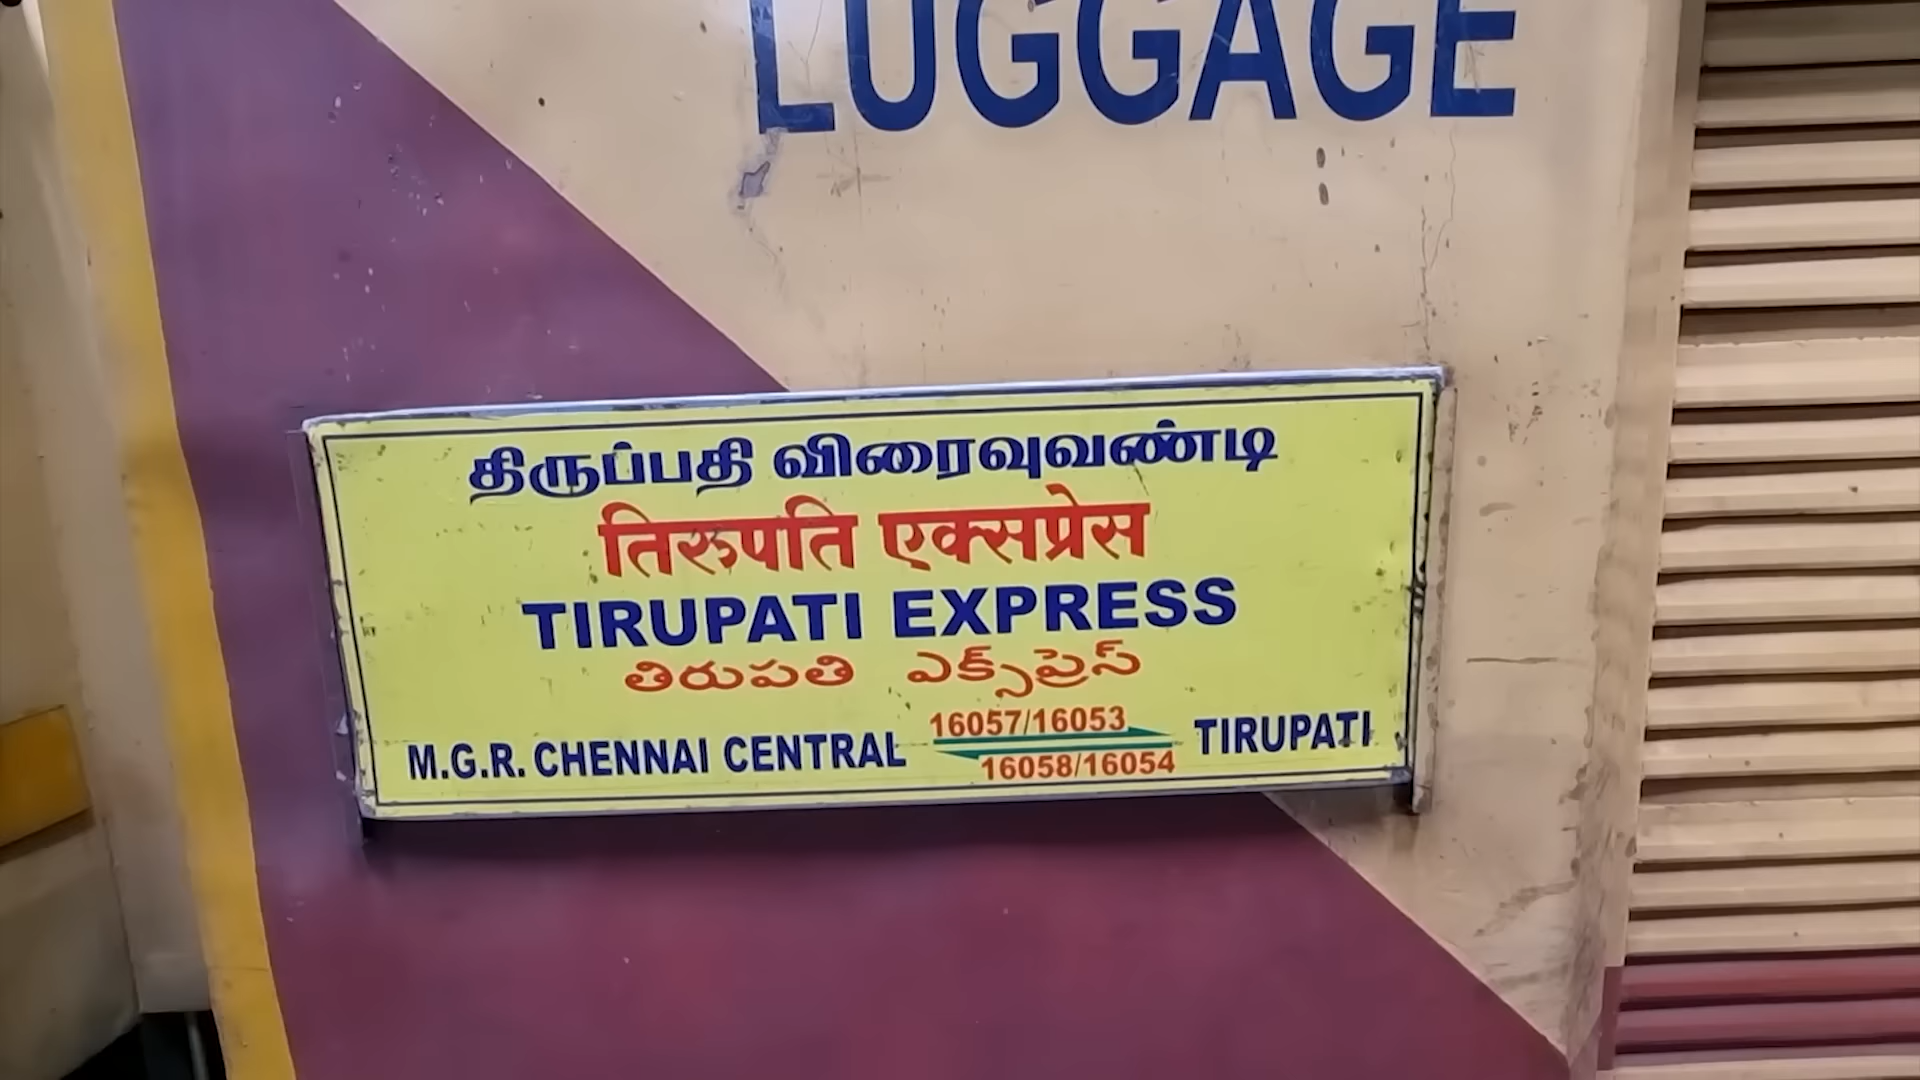 LUGGAGE
திருப்பதி விரைவுவண்டி
तिरुपति एक्सप्रेस
TIRUPATI EXPRESS
తిరుపతి ఎక్స్ప్రెస్
16057/16053
M.G.R. CHENNAI CENTRAL TIRUPATI
16058/16054